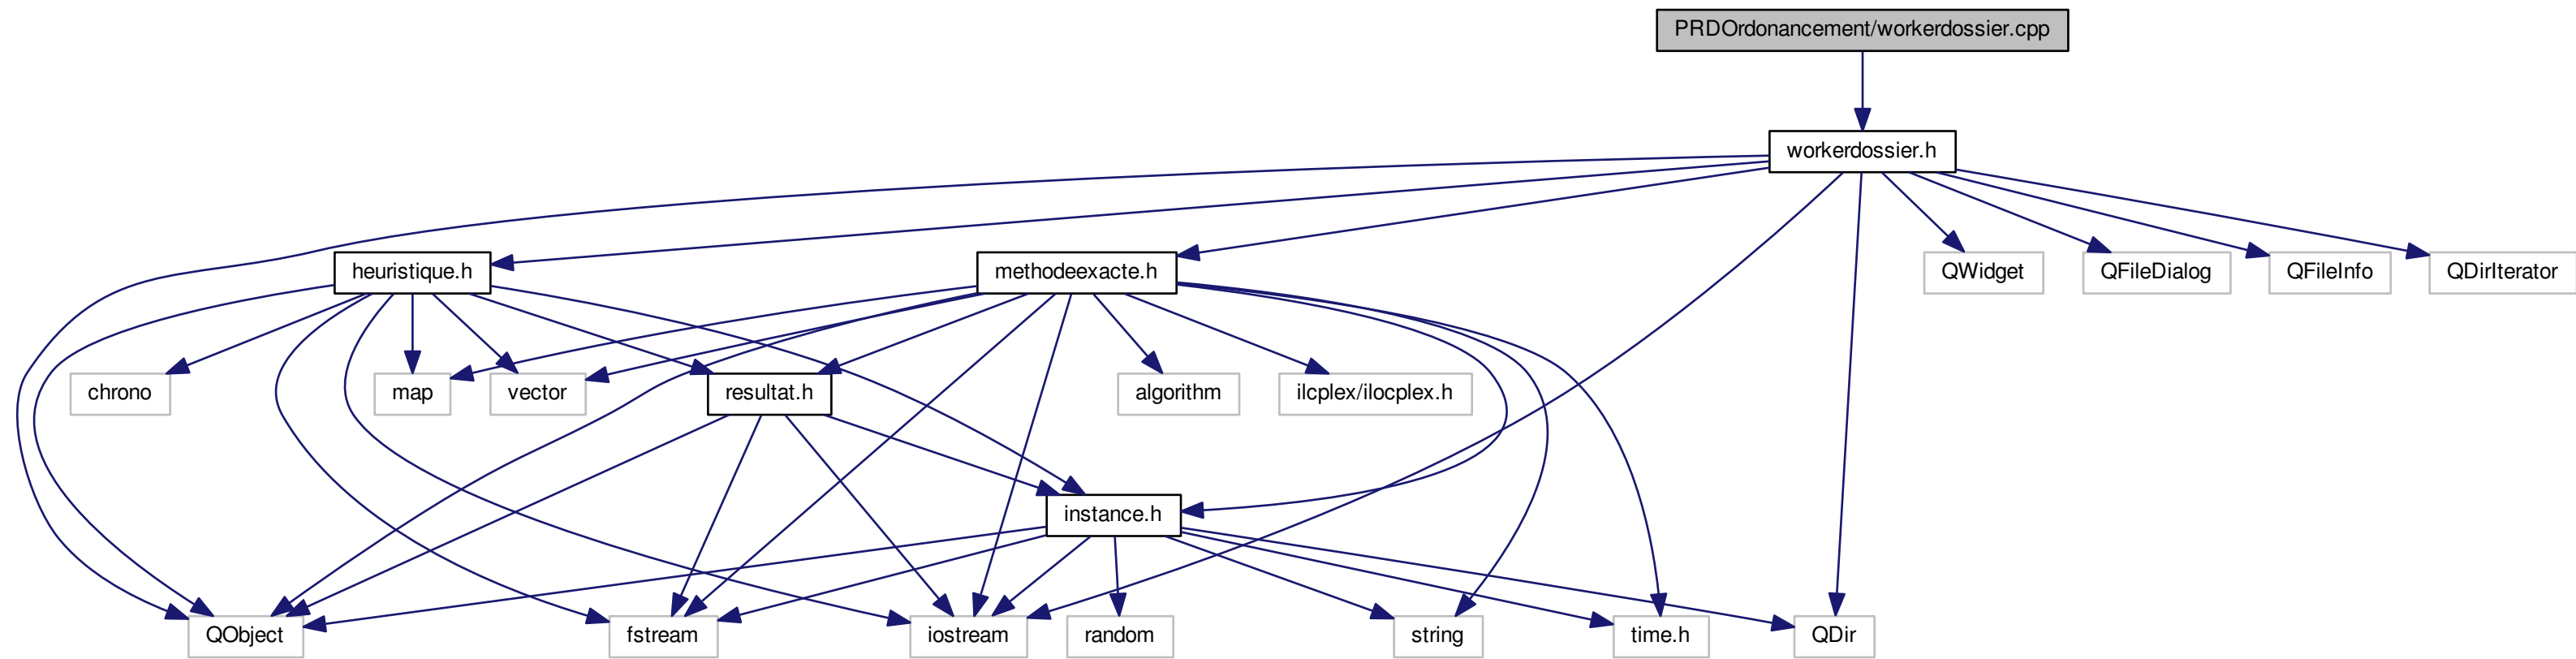 PRDOrdonancement/workerdossier.cpp
workerdossier.h
heuristique.h
methodeexacte.h
QWidget
QFileDialog
QFileInfo
QDirIterator
chrono
map
vector
resultat.h
algorithm
ilcplex/ilocplex.h
instance.h
QObject
fstream
iostream
random
string
time.h
QDir